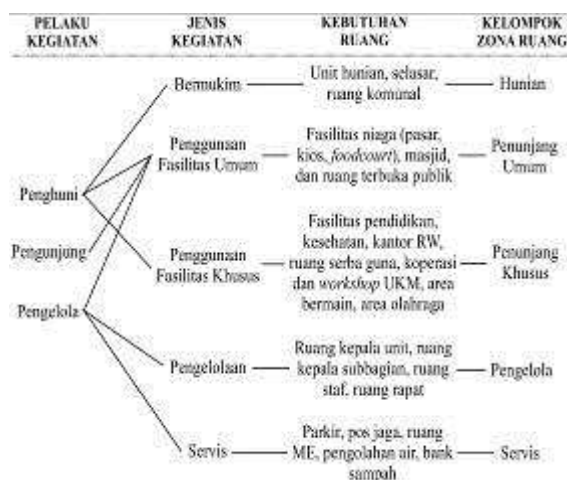 PELAKU KEGIATAN
JENIS KEGIATAN
KEBUTUHAN RUANG
KELOMPOK ZONA RUANG
Penghuni
Pengunjung
Pengelola
Bermukim
Unit hunian, selasar,
ruang komunal
Hunian
Penggunaan
Fasilitas Umum
Fasilitas niaga (pasar,
kios, foodcourt), masjid,
dan ruang terbuka publik
Penunjang
Umum
Penggunaan
Fasilitas Khusus
Fasilitas pendidikan,
kesehatan, kantor RW,
ruang serba guna, koperasi
dan workshop UKM, area
bermain, area olahraga
Penunjang
Khusus
Pengelolaan
Ruang kepala unit, ruang
kepala subbagian, ruang
staf, ruang rapat
Pengelola
Servis
Parkir, pos jaga, ruang
ME, pengolahan air, bank
sampah
Servis